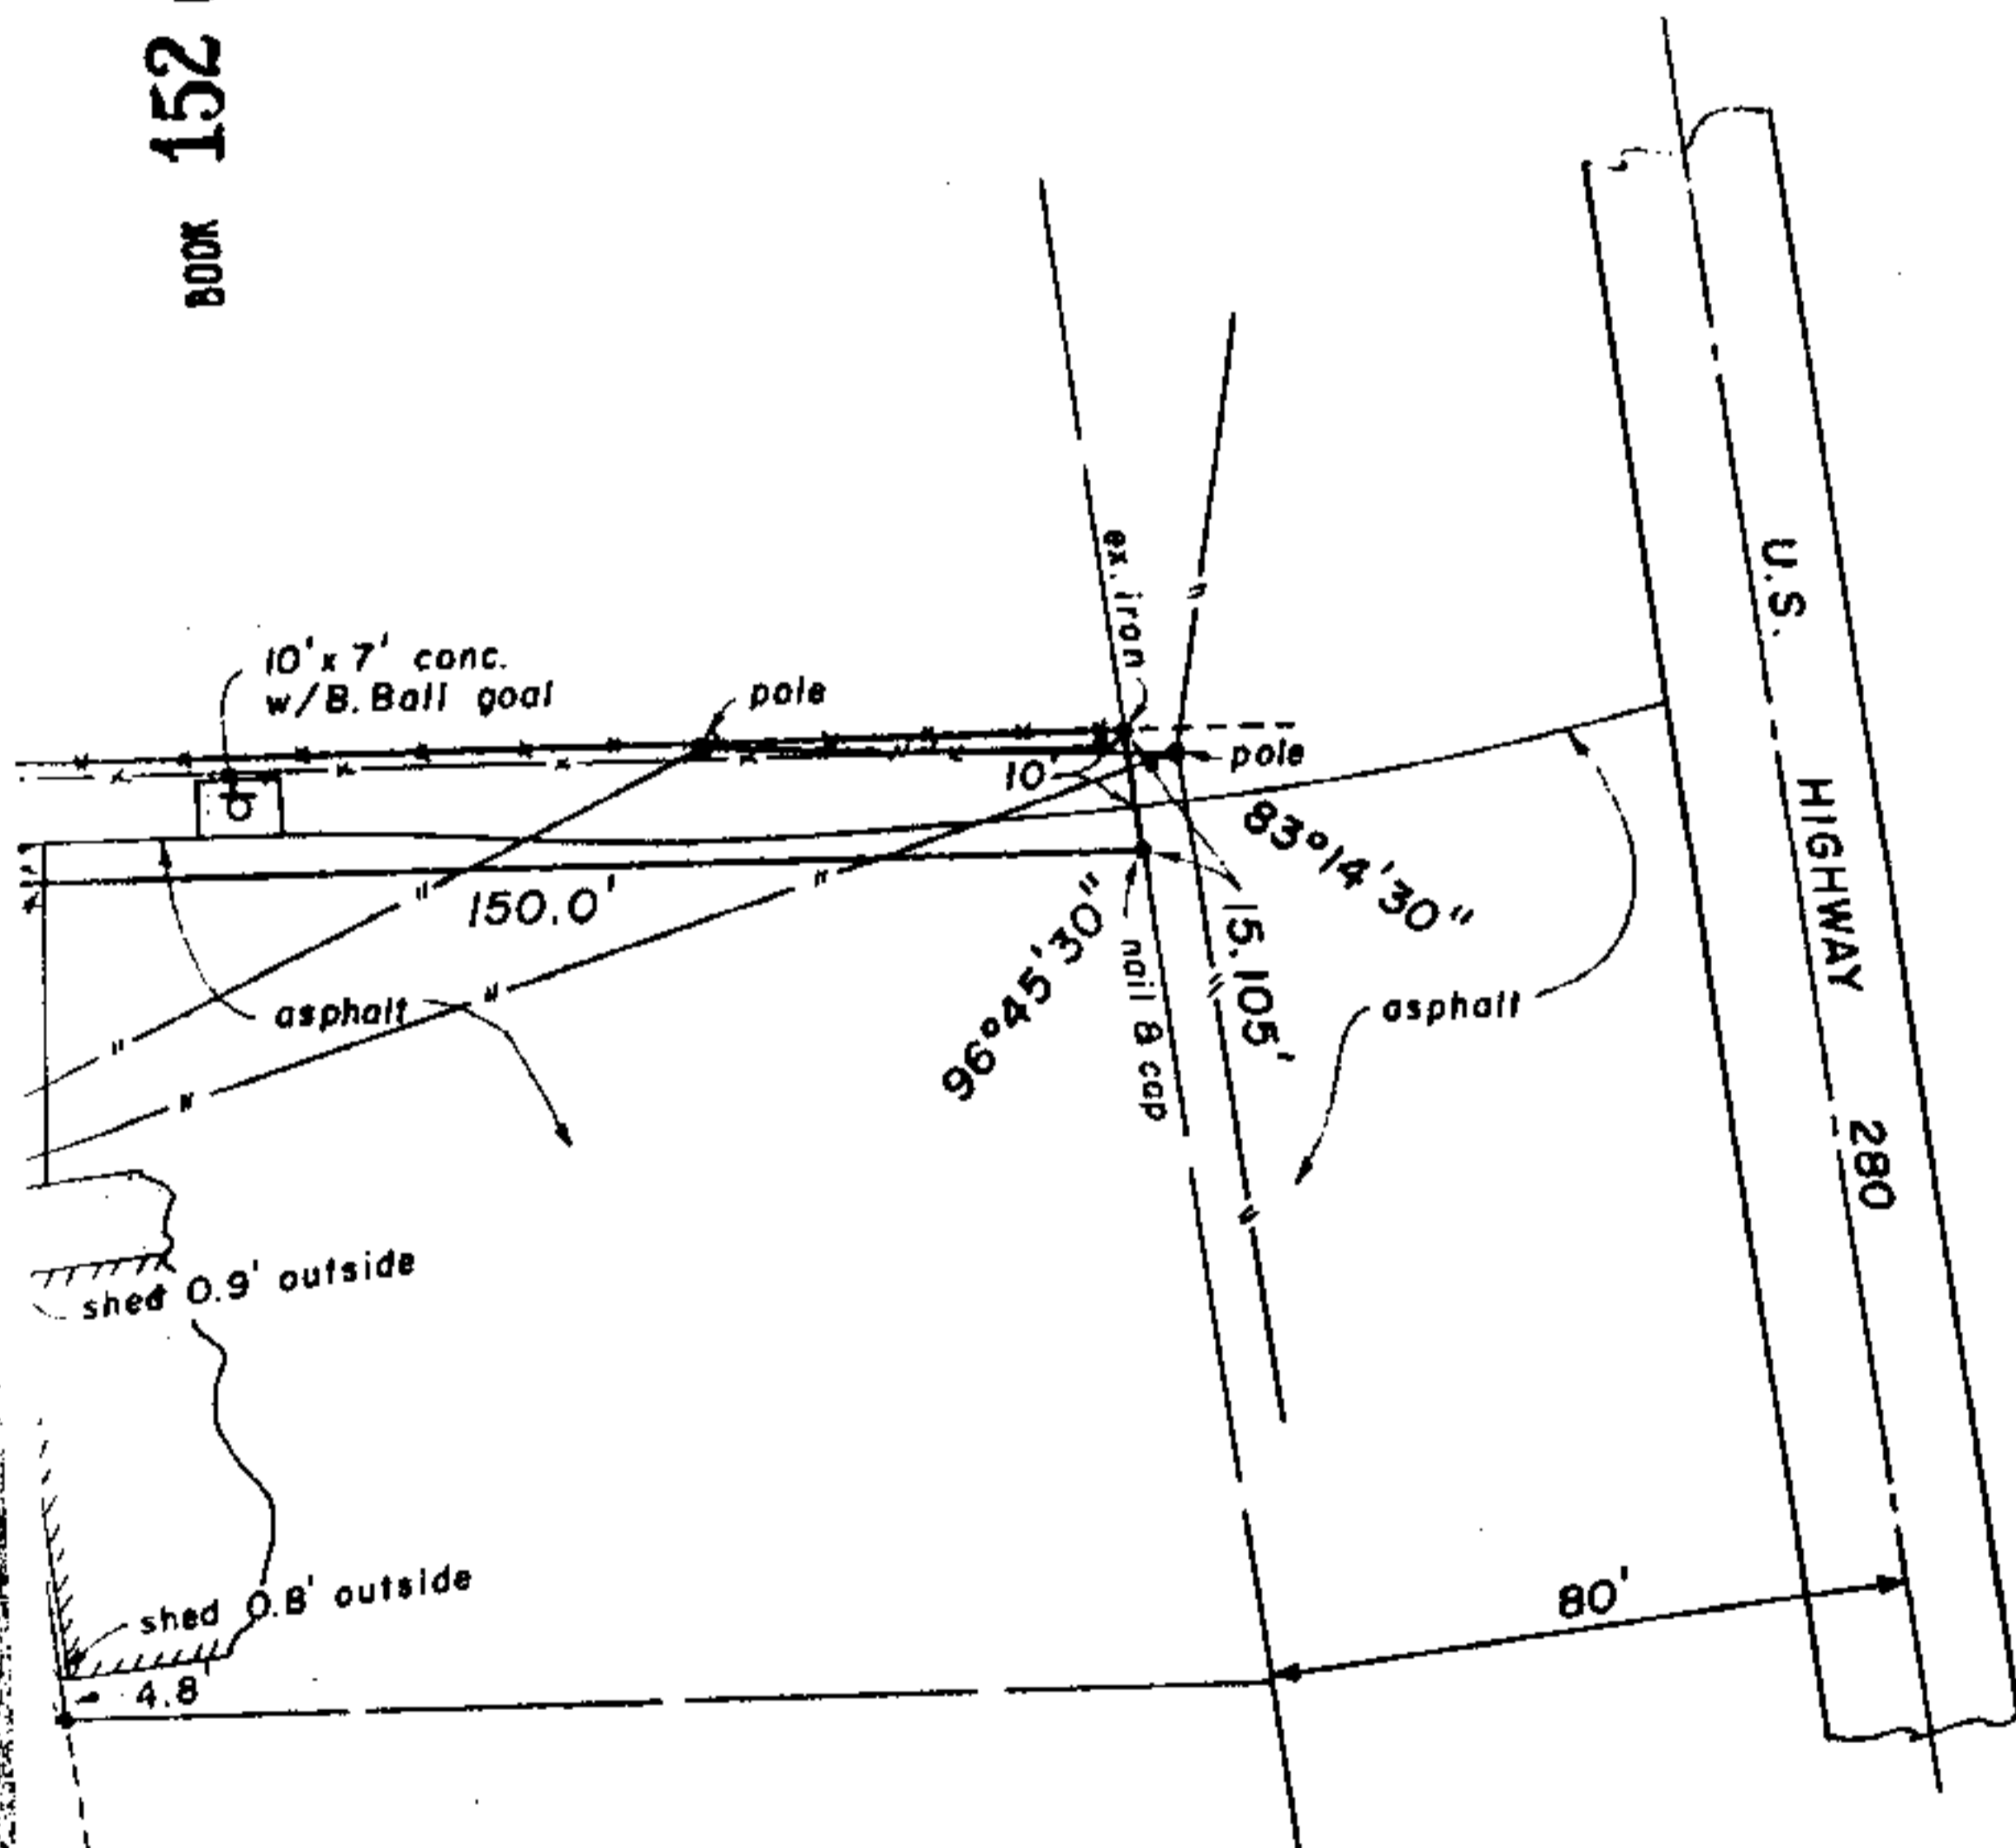 BOOK 152
ex. iron
U.S. HIGHWAY 280
10' x 7' conc.
w/B. Ball goal
pole
pole
10'
83°14'30"
150.0'
15.105'
96°45'30"
nail & cap
asphalt
asphalt
shed 0.9' outside
shed 0.8' outside
80'
4.8